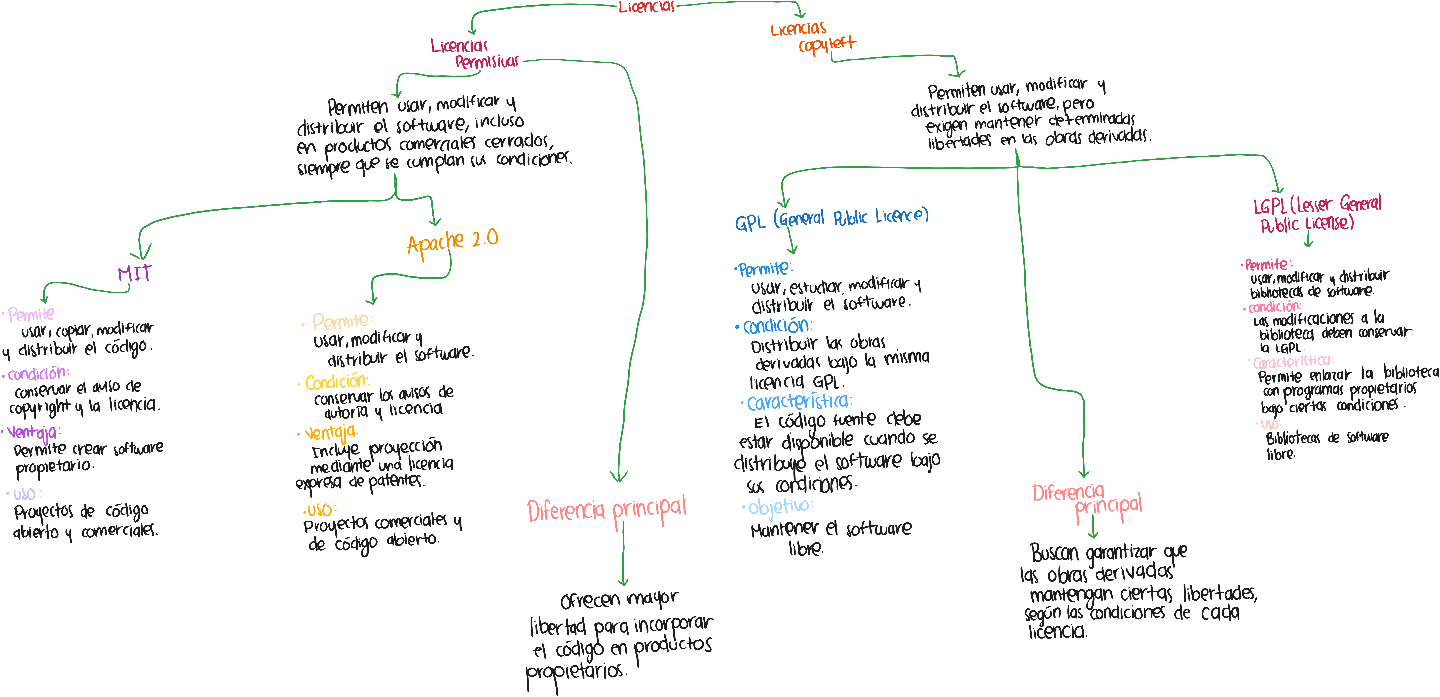 Licencias
Licencias
Permisivas
Permiten usar, modificar y
distribuir el software, incluso
en productos comerciales cerrados,
siempre que se cumplan sus condiciones.
MIT
• Permite:
usar, copiar, modificar
y distribuir el código.
• condición:
conservar el aviso de
copyright y la licencia.
• Ventaja:
Permite crear software
propietario.
• uso:
Proyectos de código
abierto y comerciales.
Apache 2.0
• Permite:
usar, modificar y
distribuir el software.
• Condición:
conservar los avisos de
autoría y licencia
• Ventaja
Incluye proyección
mediante una licencia
expresa de patentes.
• USO:
Proyectos comerciales y
de código abierto.
Diferencia principal
Ofrecen mayor
libertad para incorporar
el código en productos
propietarios.
Licencias
copyleft
Permiten usar, modificar y
distribuir el software, pero
exigen mantener determinadas
libertades en las obras derivadas.
GPL (General Public Licence)
• Permite:
usar, estudiar, modificar y
distribuir el software.
• condición:
Distribuir las obras
derivadas bajo la misma
licencia GPL.
• Característica:
El código fuente debe
estar disponible cuando se
distribuye el software bajo
sus condiciones.
• objetivo:
Mantener el software
libre.
Diferencia
principal
Buscan garantizar que
las obras derivadas
mantengan ciertas libertades,
según las condiciones de cada
licencia.
LGPL (Lesser General
Public License)
• Permite:
usar, modificar y distribuir
bibliotecas de software.
• condición:
Las modificaciones a la
biblioteca deben conservar
la LGPL.
• Característica:
Permite enlazar la biblioteca
con programas propietarios
bajo ciertas condiciones.
• uso:
Bibliotecas de software
libre.